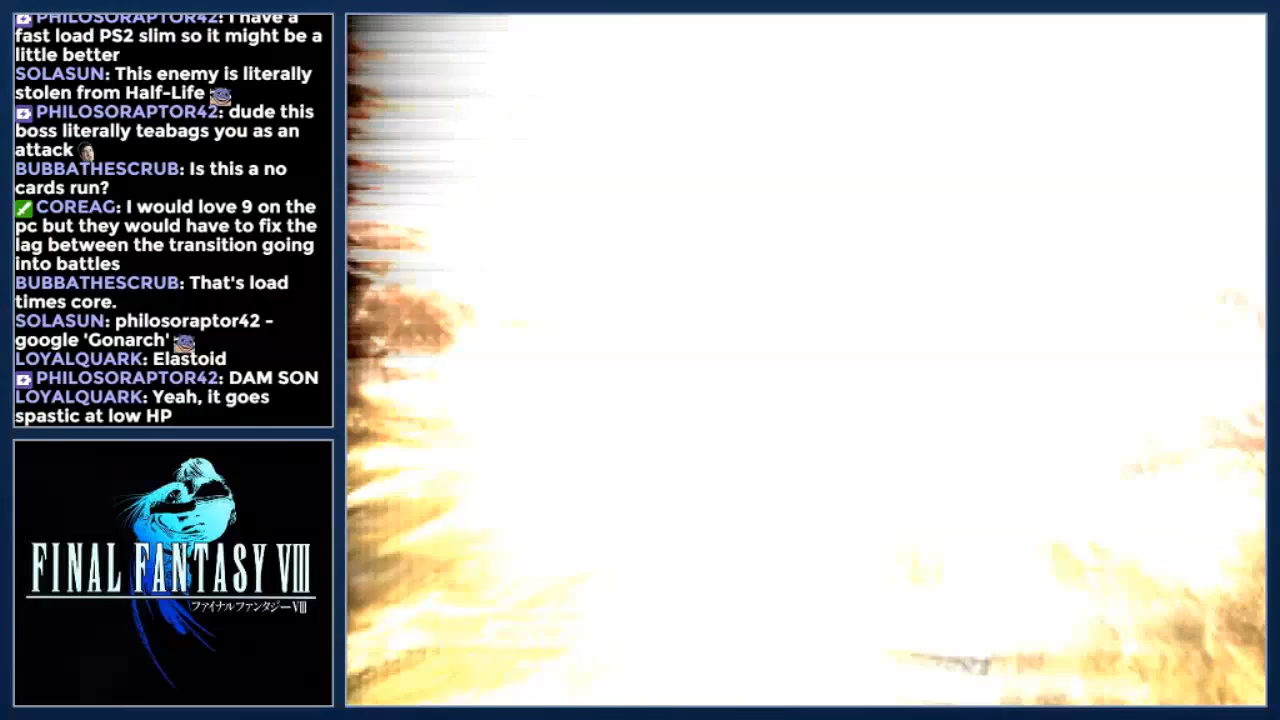 PHILOSORAPTOR42: I have a
fast load PS2 slim so it might be a
little better
SOLASUN: This enemy is literally
stolen from Half-Life
PHILOSORAPTOR42: dude this
boss literally teabags you as an
attack
BUBBATHESCRUB: Is this a no
cards run?
COREAG: I would love 9 on the
pc but they would have to fix the
lag between the transition going
into battles
BUBBATHESCRUB: That's load
times core.
SOLASUN: philosoraptor42 -
google 'Gonarch'
LOYALQUARK: Elastoid
PHILOSORAPTOR42: DAM SON
LOYALQUARK: Yeah, it goes
spastic at low HP
FINAL FANTASY VIII
ファイナルファンタジーVIII